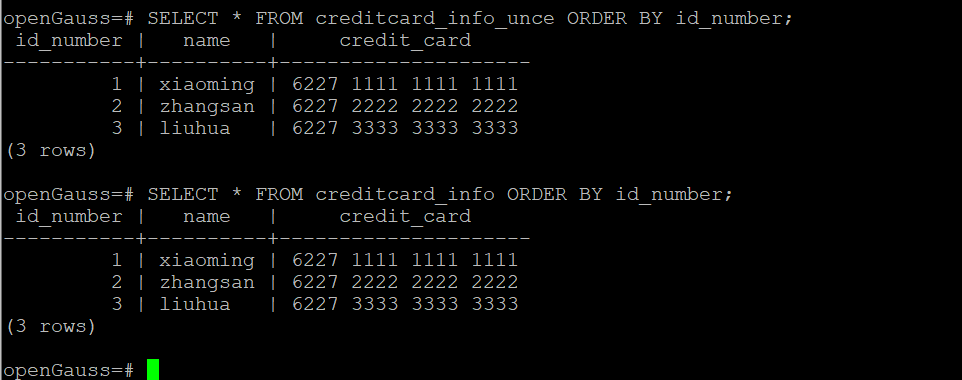 openGauss=# SELECT * FROM creditcard_info_unce ORDER BY id_number;
 id_number |   name   |     credit_card
-----------+----------+---------------------
         1 | xiaoming | 6227 1111 1111 1111
         2 | zhangsan | 6227 2222 2222 2222
         3 | liuhua   | 6227 3333 3333 3333
(3 rows)
openGauss=# SELECT * FROM creditcard_info ORDER BY id_number;
 id_number |   name   |     credit_card
-----------+----------+---------------------
         1 | xiaoming | 6227 1111 1111 1111
         2 | zhangsan | 6227 2222 2222 2222
         3 | liuhua   | 6227 3333 3333 3333
(3 rows)
openGauss=#